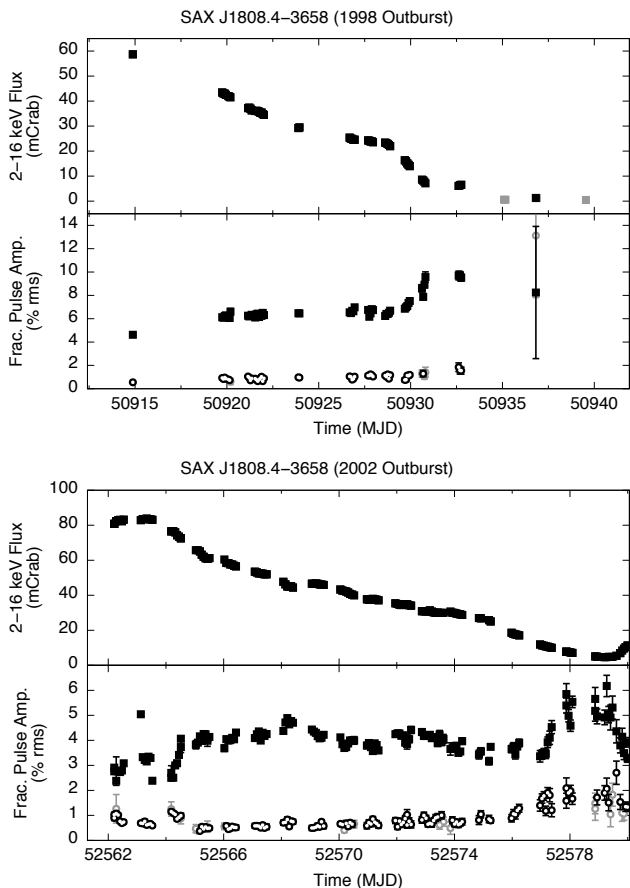 SAX J1808.4−3658 (1998 Outburst)
2−16 keV Flux
(mCrab)
60
50
40
30
20
10
0
Frac. Pulse Amp.
(% rms)
14
12
10
8
6
4
2
0
50915 50920 50925 50930 50935 50940
Time (MJD)
SAX J1808.4−3658 (2002 Outburst)
2−16 keV Flux
(mCrab)
100
80
60
40
20
0
Frac. Pulse Amp.
(% rms)
6
5
4
3
2
1
0
52562 52566 52570 52574 52578
Time (MJD)